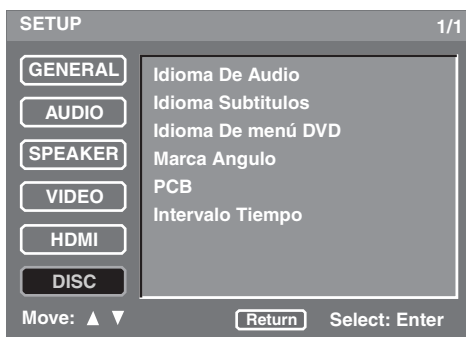 SETUP 1/1
GENERAL
AUDIO
SPEAKER
VIDEO
HDMI
DISC
Idioma De Audio
Idioma Subtitulos
Idioma De menú DVD
Marca Angulo
PCB
Intervalo Tiempo
Move: ▲ ▼ Return Select: Enter